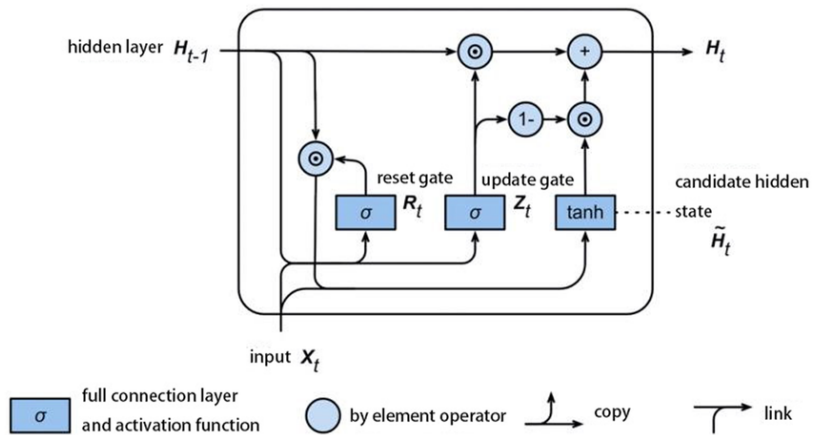 hidden layer H_{t-1}
H_t
+
1-
reset gate
R_t
update gate
Z_t
σ
σ
tanh
candidate hidden
state
H̃_t
input X_t
σ
full connection layer
and activation function
by element operator
copy
link